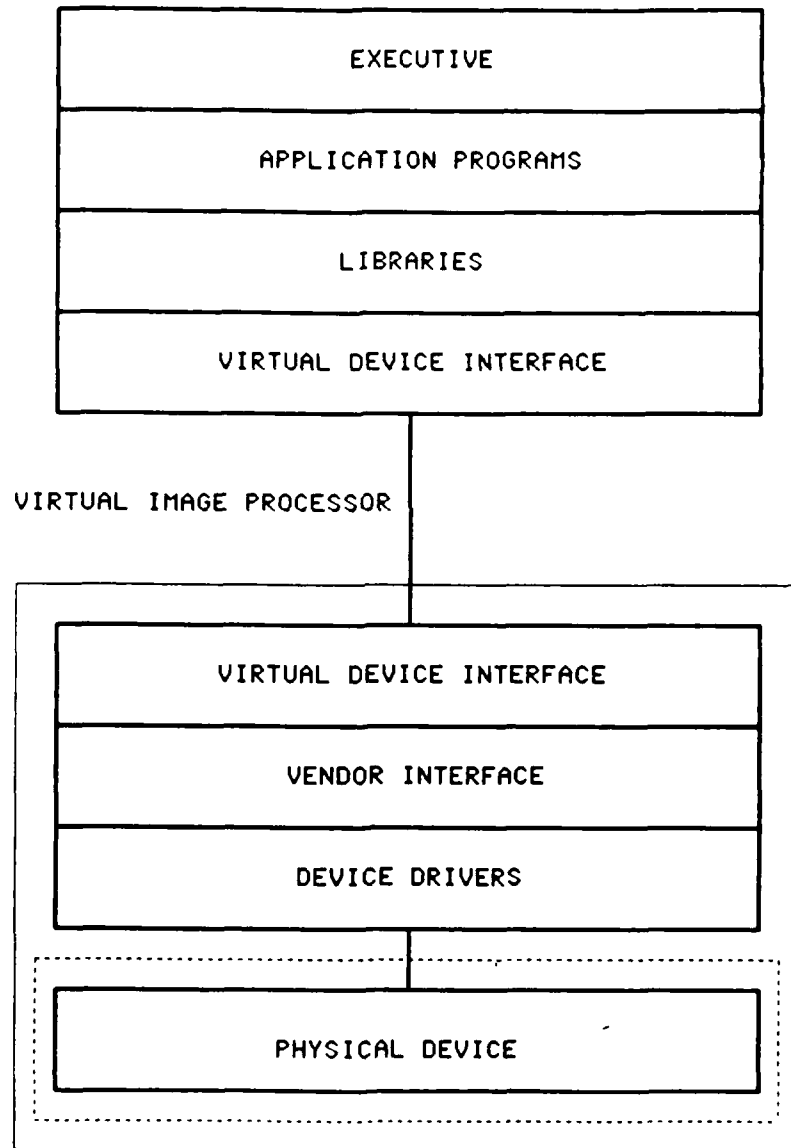 EXECUTIVE
APPLICATION PROGRAMS
LIBRARIES
VIRTUAL DEVICE INTERFACE
VIRTUAL IMAGE PROCESSOR
VIRTUAL DEVICE INTERFACE
VENDOR INTERFACE
DEVICE DRIVERS
PHYSICAL DEVICE